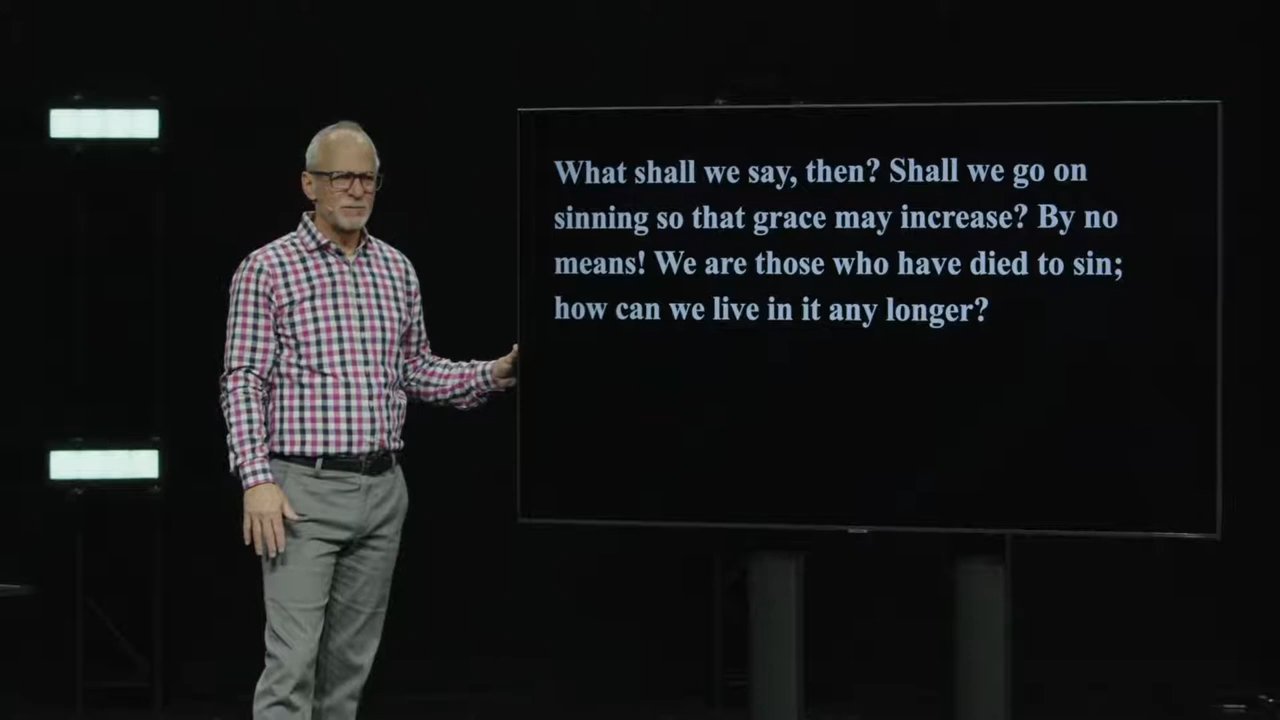 What shall we say, then? Shall we go on
sinning so that grace may increase? By no
means! We are those who have died to sin;
how can we live in it any longer?